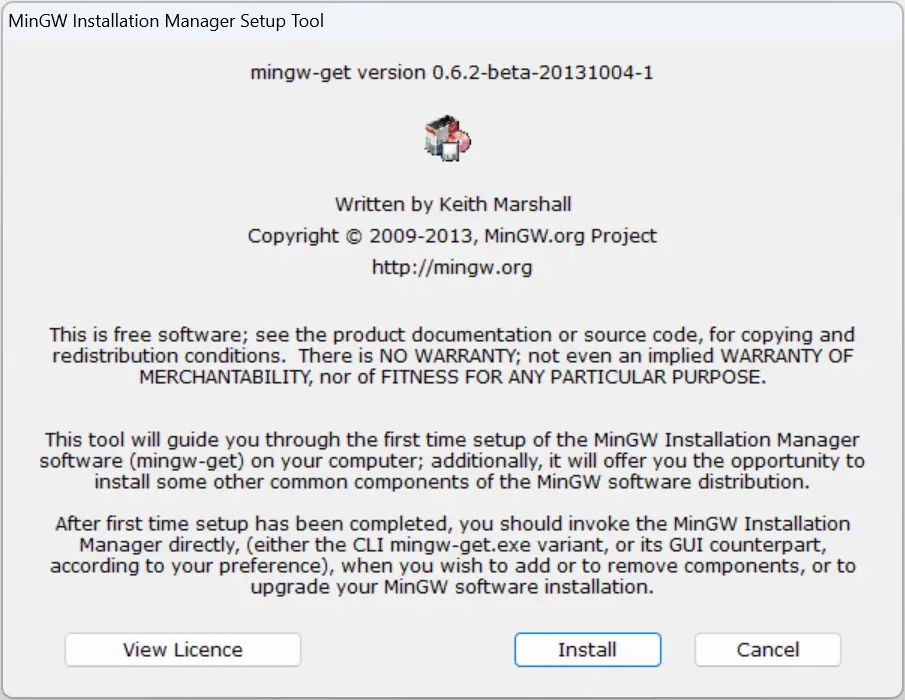 MinGW Installation Manager Setup Tool
mingw-get version 0.6.2-beta-20131004-1
Written by Keith Marshall
Copyright © 2009-2013, MinGW.org Project
http://mingw.org
This is free software; see the product documentation or source code, for copying and
redistribution conditions.  There is NO WARRANTY; not even an implied WARRANTY OF
MERCHANTABILITY, nor of FITNESS FOR ANY PARTICULAR PURPOSE.
This tool will guide you through the first time setup of the MinGW Installation Manager
software (mingw-get) on your computer; additionally, it will offer you the opportunity to
install some other common components of the MinGW software distribution.
After first time setup has been completed, you should invoke the MinGW Installation
Manager directly, (either the CLI mingw-get.exe variant, or its GUI counterpart,
according to your preference), when you wish to add or to remove components, or to
upgrade your MinGW software installation.
View Licence
Install
Cancel